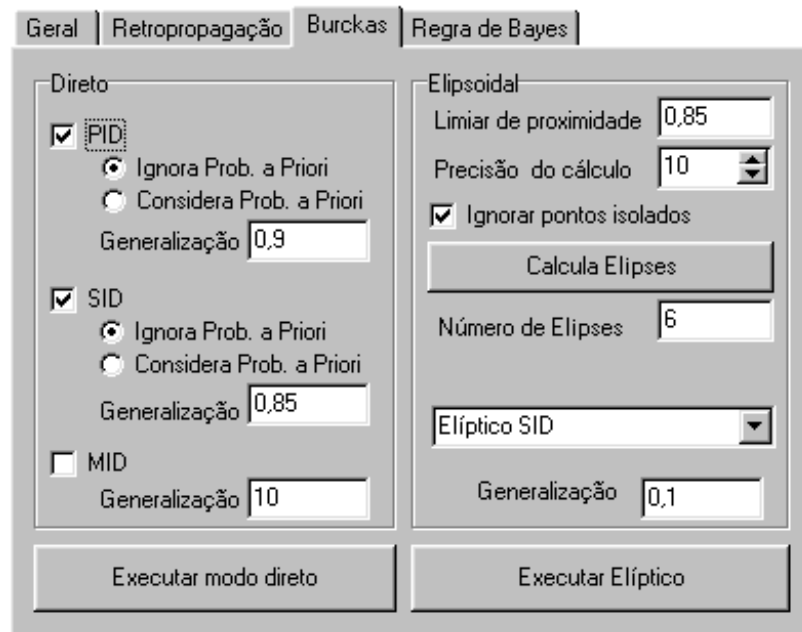 Geral Retropropagação Burckas Regra de Bayes
Direto
PID
Ignora Prob. a Priori
Considera Prob. a Priori
Generalização 0,9
SID
Ignora Prob. a Priori
Considera Prob. a Priori
Generalização 0,85
MID
Generalização 10
Executar modo direto
Elipsoidal
Limiar de proximidade 0,85
Precisão do cálculo 10
Ignorar pontos isolados
Calcula Elipses
Número de Elipses 6
Elíptico SID
Generalização 0,1
Executar Elíptico